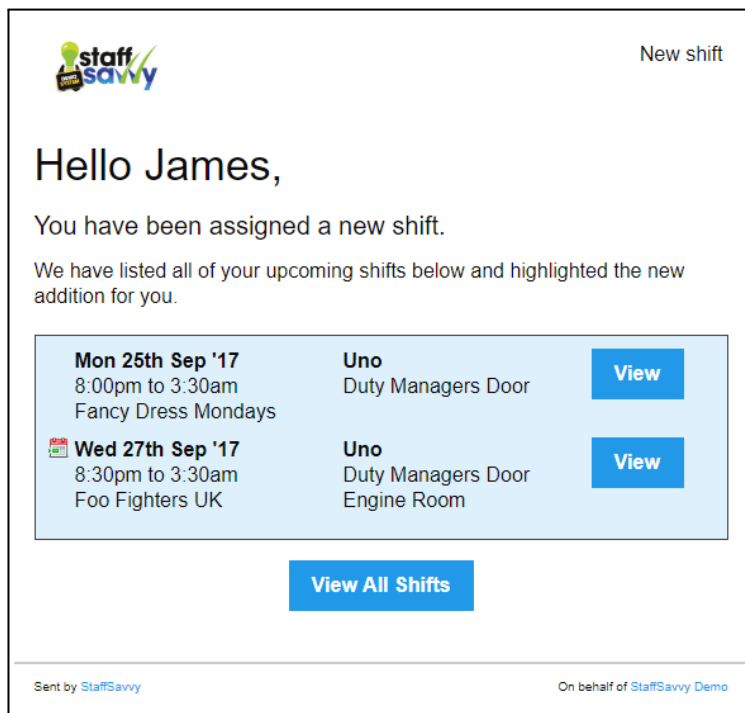 staff
savvy
DEMO
SYSTEM
New shift
Hello James,
You have been assigned a new shift.
We have listed all of your upcoming shifts below and highlighted the new
addition for you.
Mon 25th Sep '17
8:00pm to 3:30am
Fancy Dress Mondays
Uno
Duty Managers Door
View
Wed 27th Sep '17
8:30pm to 3:30am
Foo Fighters UK
Uno
Duty Managers Door
Engine Room
View
View All Shifts
Sent by StaffSavvy
On behalf of StaffSavvy Demo